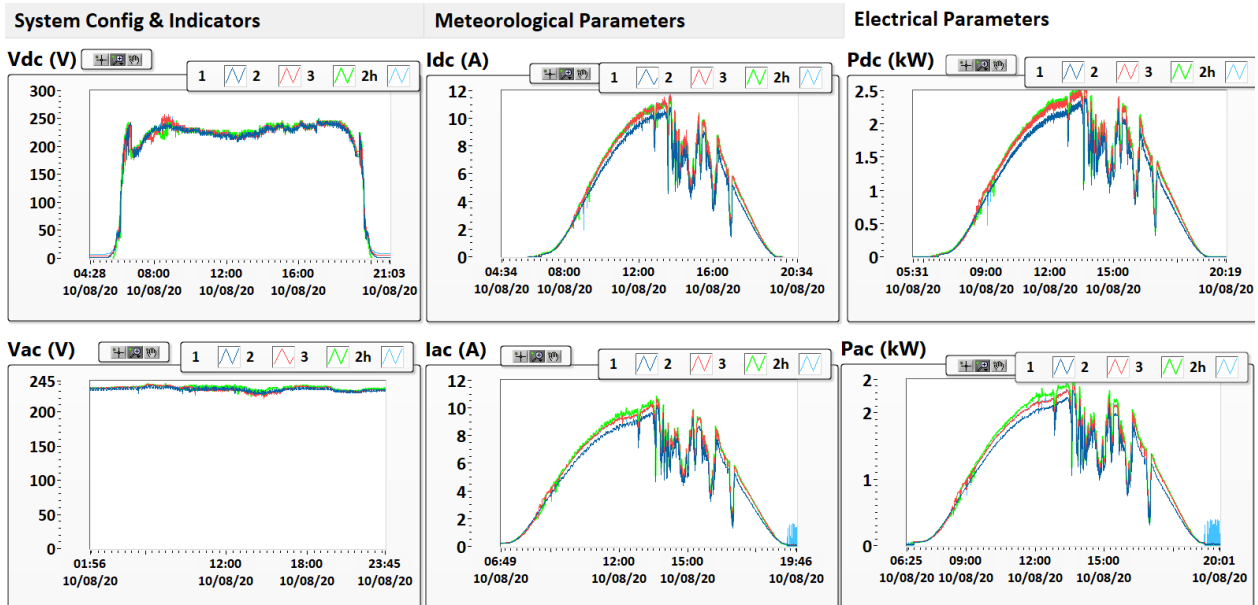 System Config & Indicators
Meteorological Parameters
Electrical Parameters
Vdc (V)
1 2 3 2h
300
250
200
150
100
50
0
04:28 08:00 12:00 16:00 21:03
10/08/20 10/08/20 10/08/20 10/08/20 10/08/20
Idc (A)
1 2 3 2h
12
10
8
6
4
2
0
04:34 08:00 12:00 16:00 20:34
10/08/20 10/08/20 10/08/20 10/08/20 10/08/20
Pdc (kW)
1 2 3 2h
2.5
2
1.5
1
0.5
0
05:31 09:00 12:00 15:00 20:19
10/08/20 10/08/20 10/08/20 10/08/20 10/08/20
Vac (V)
1 2 3 2h
245
200
150
100
50
0
01:56 12:00 18:00 23:45
10/08/20 10/08/20 10/08/20 10/08/20
Iac (A)
1 2 3 2h
12
10
8
6
4
2
0
06:49 12:00 15:00 19:46
10/08/20 10/08/20 10/08/20 10/08/20
Pac (kW)
1 2 3 2h
2
2
1
0
06:25 09:00 12:00 15:00 20:01
10/08/20 10/08/20 10/08/20 10/08/20 10/08/20